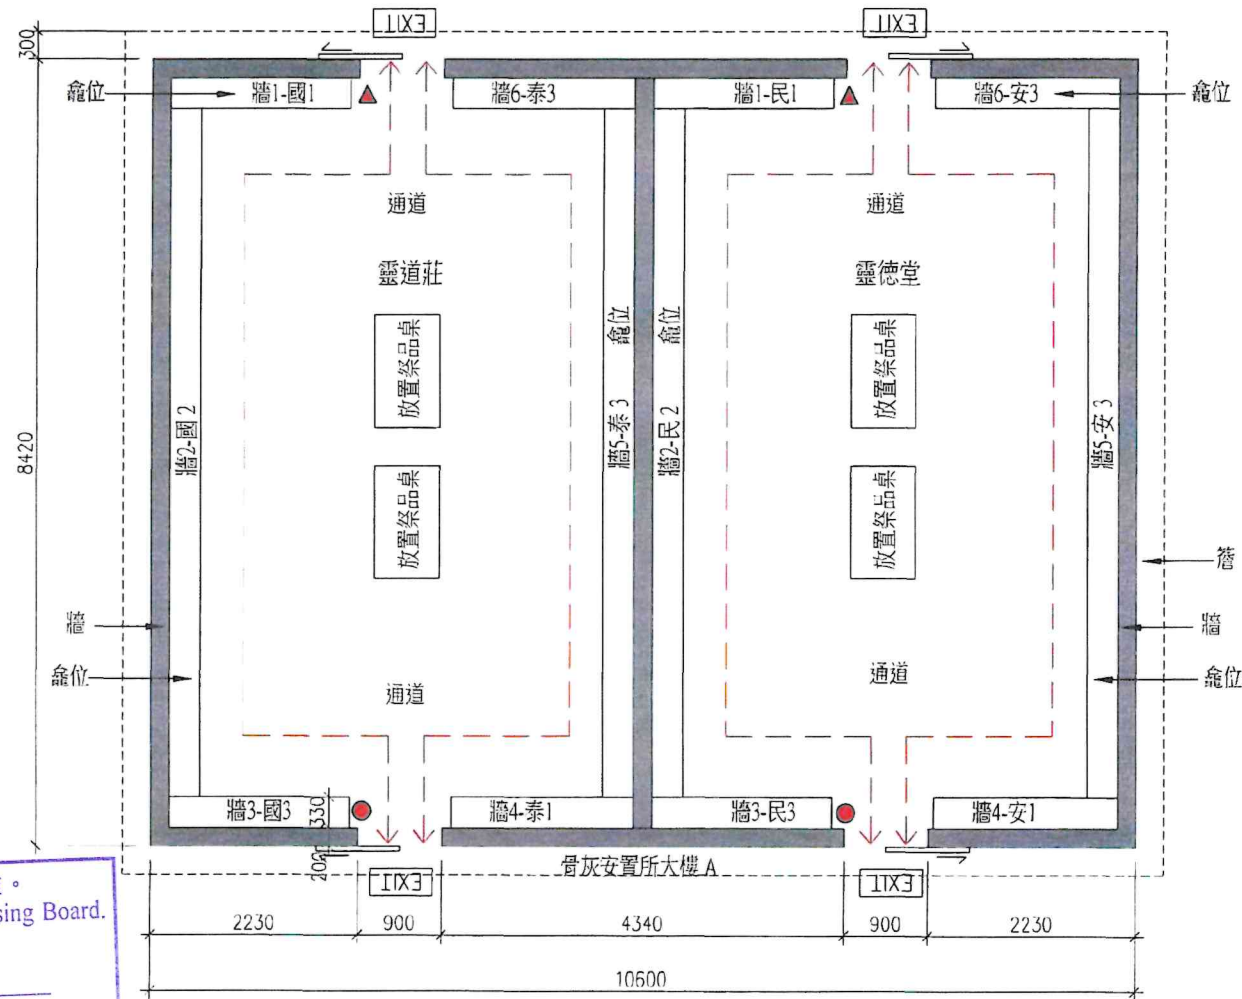 EXIT
EXIT
300
龕位
牆1-國1
牆6-泰3
牆1-民1
牆6-安3
龕位
通道
通道
靈道莊
靈德堂
放置祭品桌
龕位
龕位
放置祭品桌
8420
牆2-國 2
牆5-泰 3
牆2-民 2
牆5-安 3
放置祭品桌
放置祭品桌
簷
牆
牆
龕位
通道
通道
龕位
牆3-國3
330
牆4-泰1
牆3-民3
牆4-安1
200
骨灰安置所大樓 A
EXIT
EXIT
sing Board.
2230
900
4340
900
2230
10600